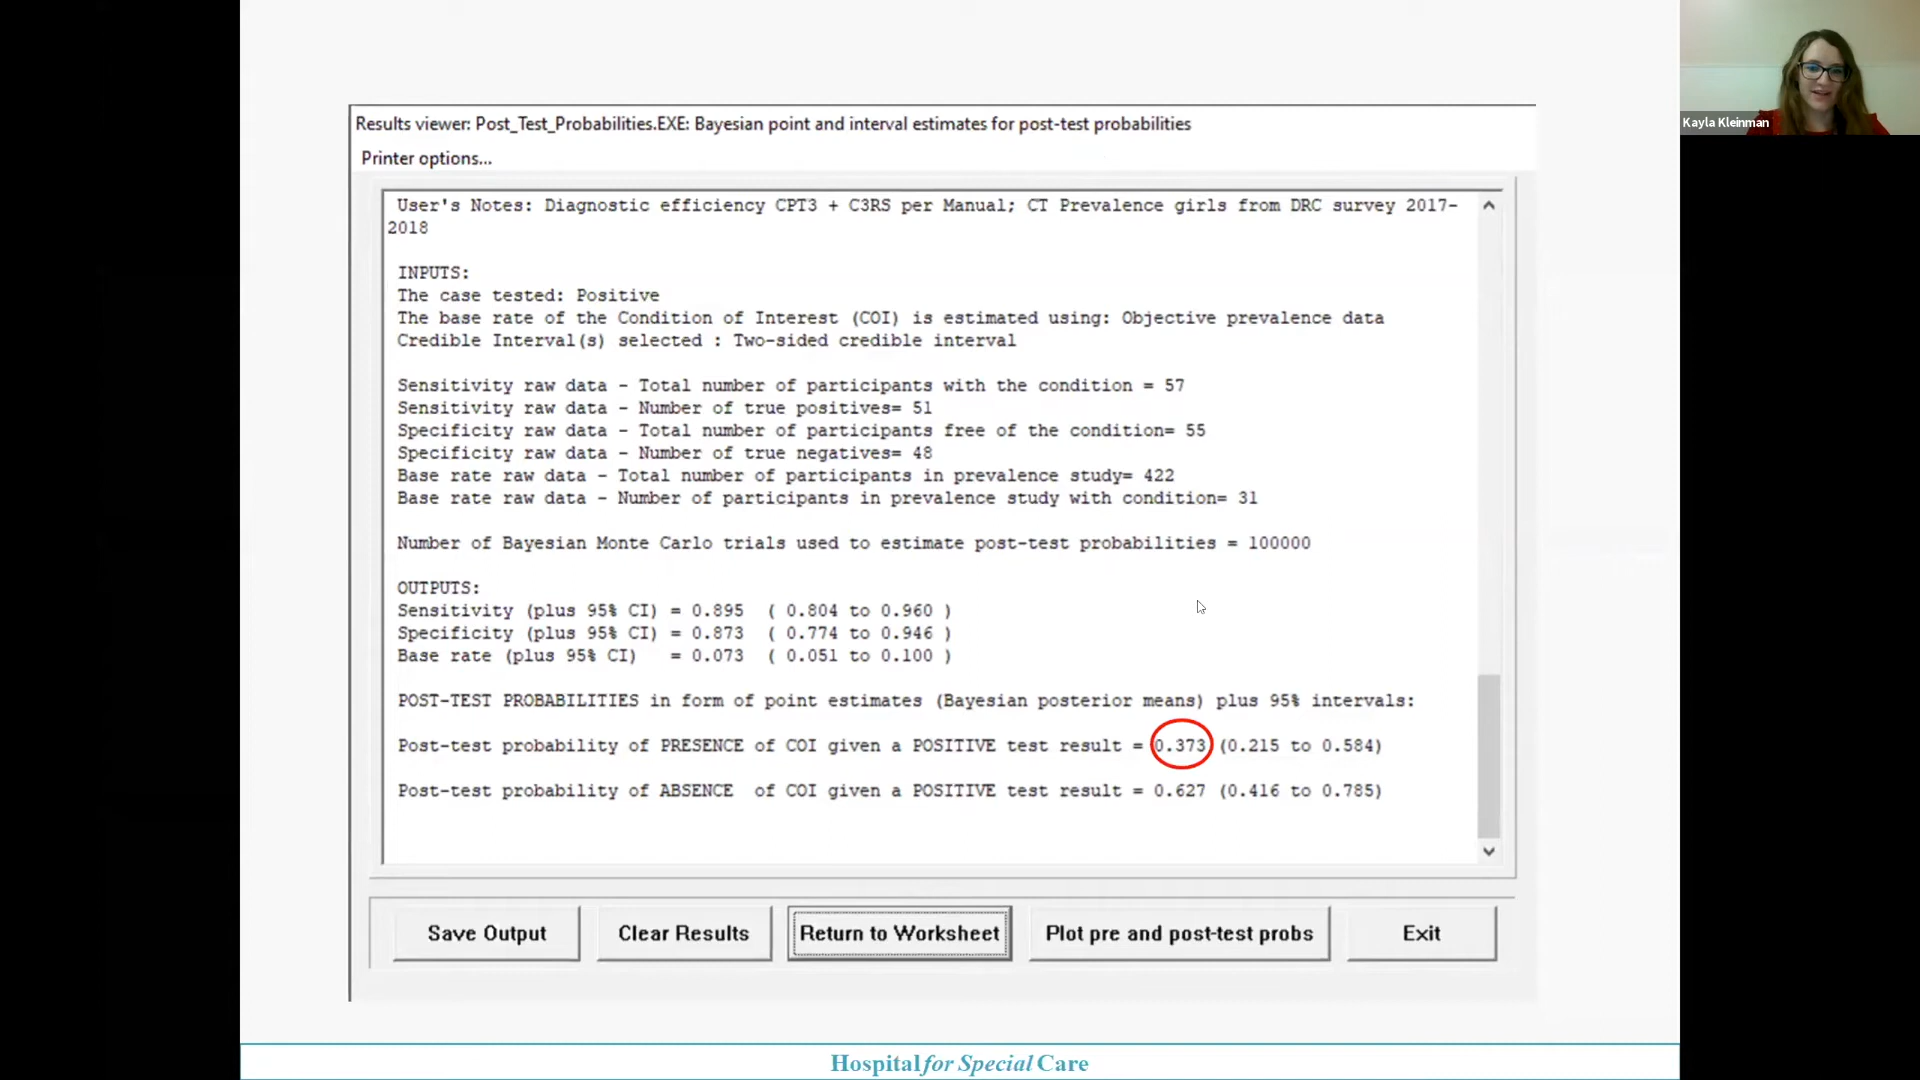 Kayla Kleinman
Results viewer: Post_Test_Probabilities.EXE: Bayesian point and interval estimates for post-test probabilities
Printer options...
User's Notes: Diagnostic efficiency CPT3 + C3RS per Manual; CT Prevalence girls from DRC survey 2017-
2018
INPUTS:
The case tested: Positive
The base rate of the Condition of Interest (COI) is estimated using: Objective prevalence data
Credible Interval(s) selected : Two-sided credible interval
Sensitivity raw data - Total number of participants with the condition = 57
Sensitivity raw data - Number of true positives= 51
Specificity raw data - Total number of participants free of the condition= 55
Specificity raw data - Number of true negatives= 48
Base rate raw data - Total number of participants in prevalence study= 422
Base rate raw data - Number of participants in prevalence study with condition= 31
Number of Bayesian Monte Carlo trials used to estimate post-test probabilities = 100000
OUTPUTS:
Sensitivity (plus 95% CI) = 0.895 ( 0.804 to 0.960 )
Specificity (plus 95% CI) = 0.873 ( 0.774 to 0.946 )
Base rate (plus 95% CI) = 0.073 ( 0.051 to 0.100 )
POST-TEST PROBABILITIES in form of point estimates (Bayesian posterior means) plus 95% intervals:
Post-test probability of PRESENCE of COI given a POSITIVE test result = 0.373 (0.215 to 0.584)
Post-test probability of ABSENCE of COI given a POSITIVE test result = 0.627 (0.416 to 0.785)
Save Output Clear Results Return to Worksheet Plot pre and post-test probs Exit
Hospital for Special Care